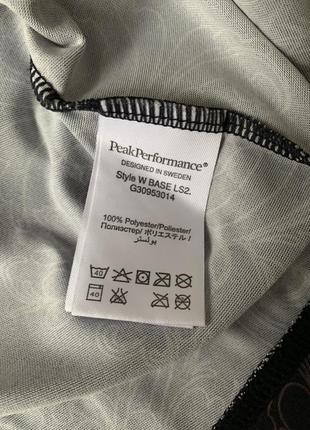 PeakPerformance®
DESIGNED IN SWEDEN
Style W BASE LS2.
G30953014
100% Polyester/Poliester/
Полиэстер/ポリエステル/
بوليستر
40
40